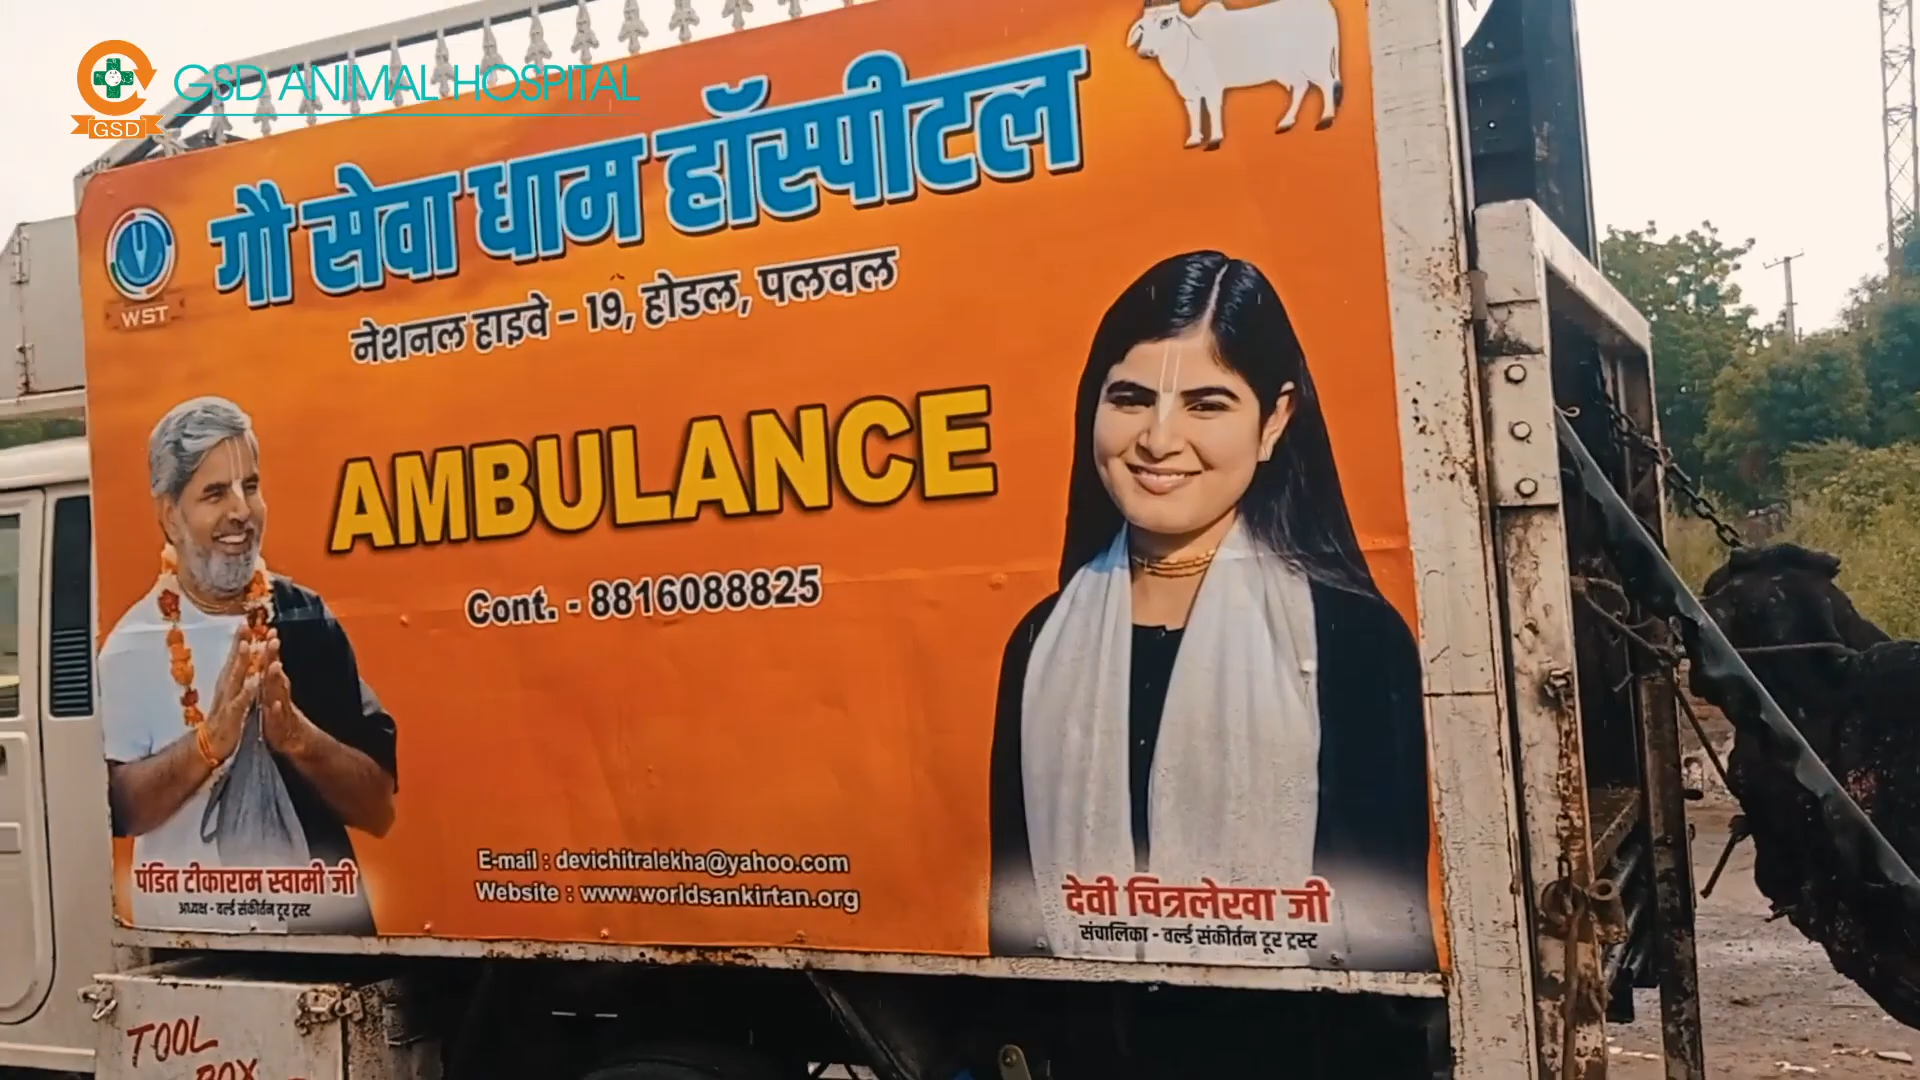 GSD ANIMAL HOSPITAL
GSD
गौ सेवा धाम हॉस्पीटल
WST
नेशनल हाइवे - 19, होडल, पलवल
AMBULANCE
Cont. - 8816088825
E-mail : devichitralekha@yahoo.com
Website : www.worldsankirtan.org
पंडित टीकाराम स्वामी जी
अध्यक्ष - वर्ल्ड संकीर्तन टूर ट्रस्ट
देवी चित्रलेखा जी
संचालिका - वर्ल्ड संकीर्तन टूर ट्रस्ट
TOOL
BOX